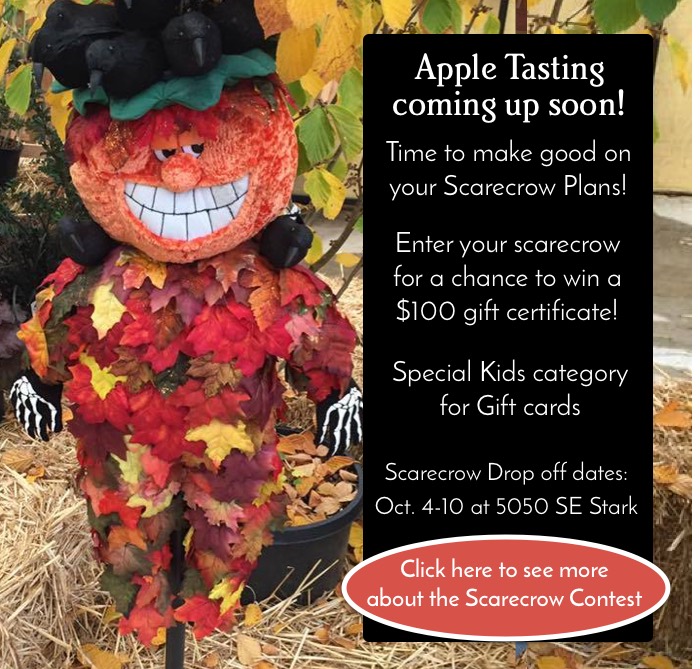 Apple Tasting
coming up soon!
Time to make good on
your Scarecrow Plans!
Enter your scarecrow
for a chance to win a
$100 gift certificate!
Special Kids category
for Gift cards
Scarecrow Drop off dates:
Oct. 4-10 at 5050 SE Stark
Click here to see more
about the Scarecrow Contest